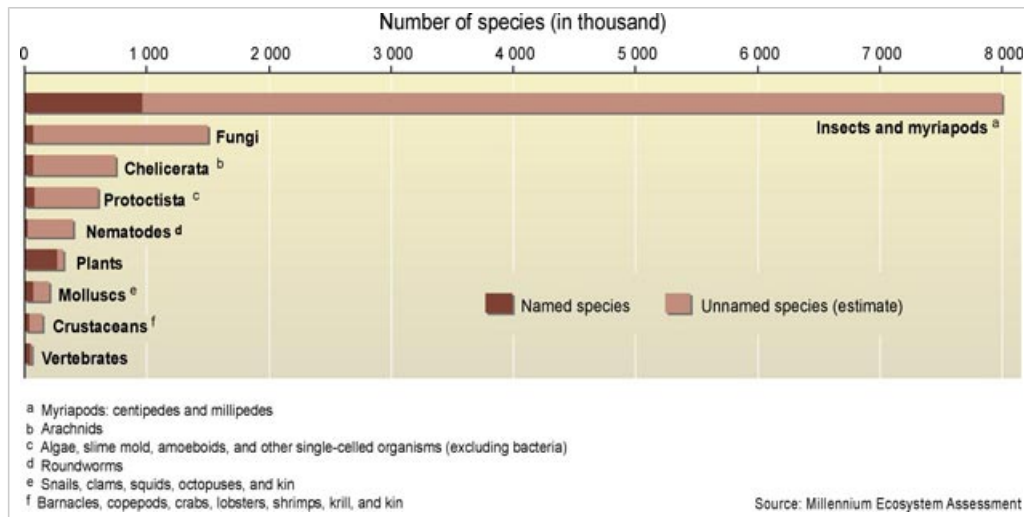 Number of species (in thousand)
0 1 000 2 000 3 000 4 000 5 000 6 000 7 000 8 000
Insects and myriapods a
Fungi
Chelicerata b
Protoctista c
Nematodes d
Plants
Molluscs e
Crustaceans f
Vertebrates
Named species Unnamed species (estimate)
a Myriapods: centipedes and millipedes
b Arachnids
c Algae, slime mold, amoeboids, and other single-celled organisms (excluding bacteria)
d Roundworms
e Snails, clams, squids, octopuses, and kin
f Barnacles, copepods, crabs, lobsters, shrimps, krill, and kin
Source: Millennium Ecosystem Assessment